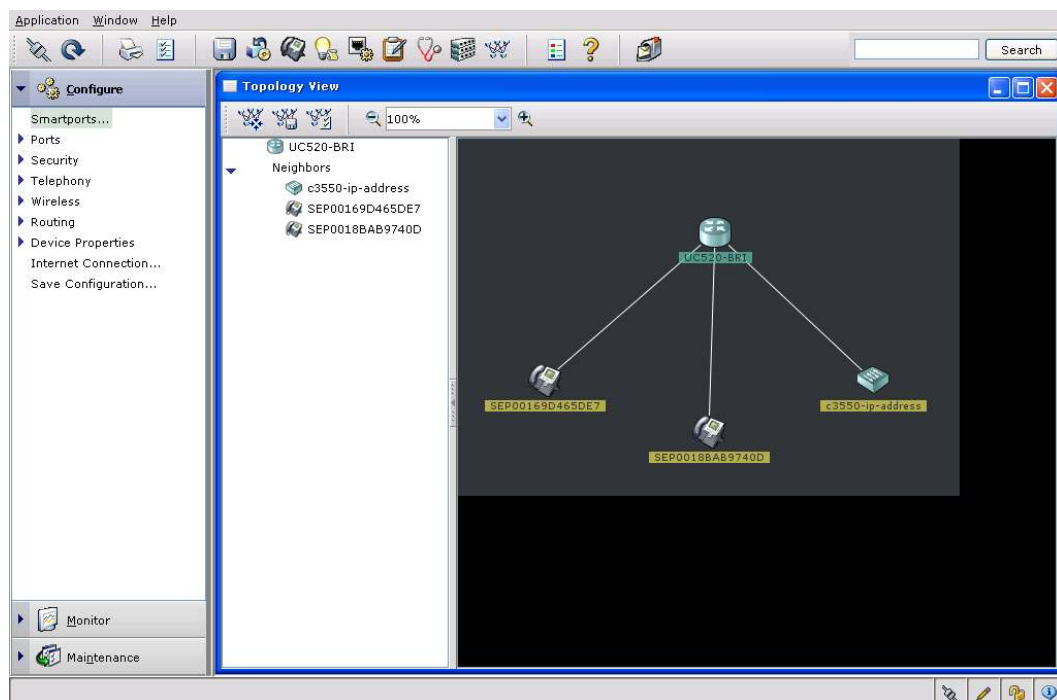 Application Window Help
Search
Configure
Smartports...
Ports
Security
Telephony
Wireless
Routing
Device Properties
Internet Connection...
Save Configuration...
Monitor
Maintenance
Topology View
100%
UC520-BRI
Neighbors
c3550-ip-address
SEP00169D465DE7
SEP0018BAB9740D
UC520-BRI
SEP00169D465DE7
c3550-ip-address
SEP0018BAB9740D